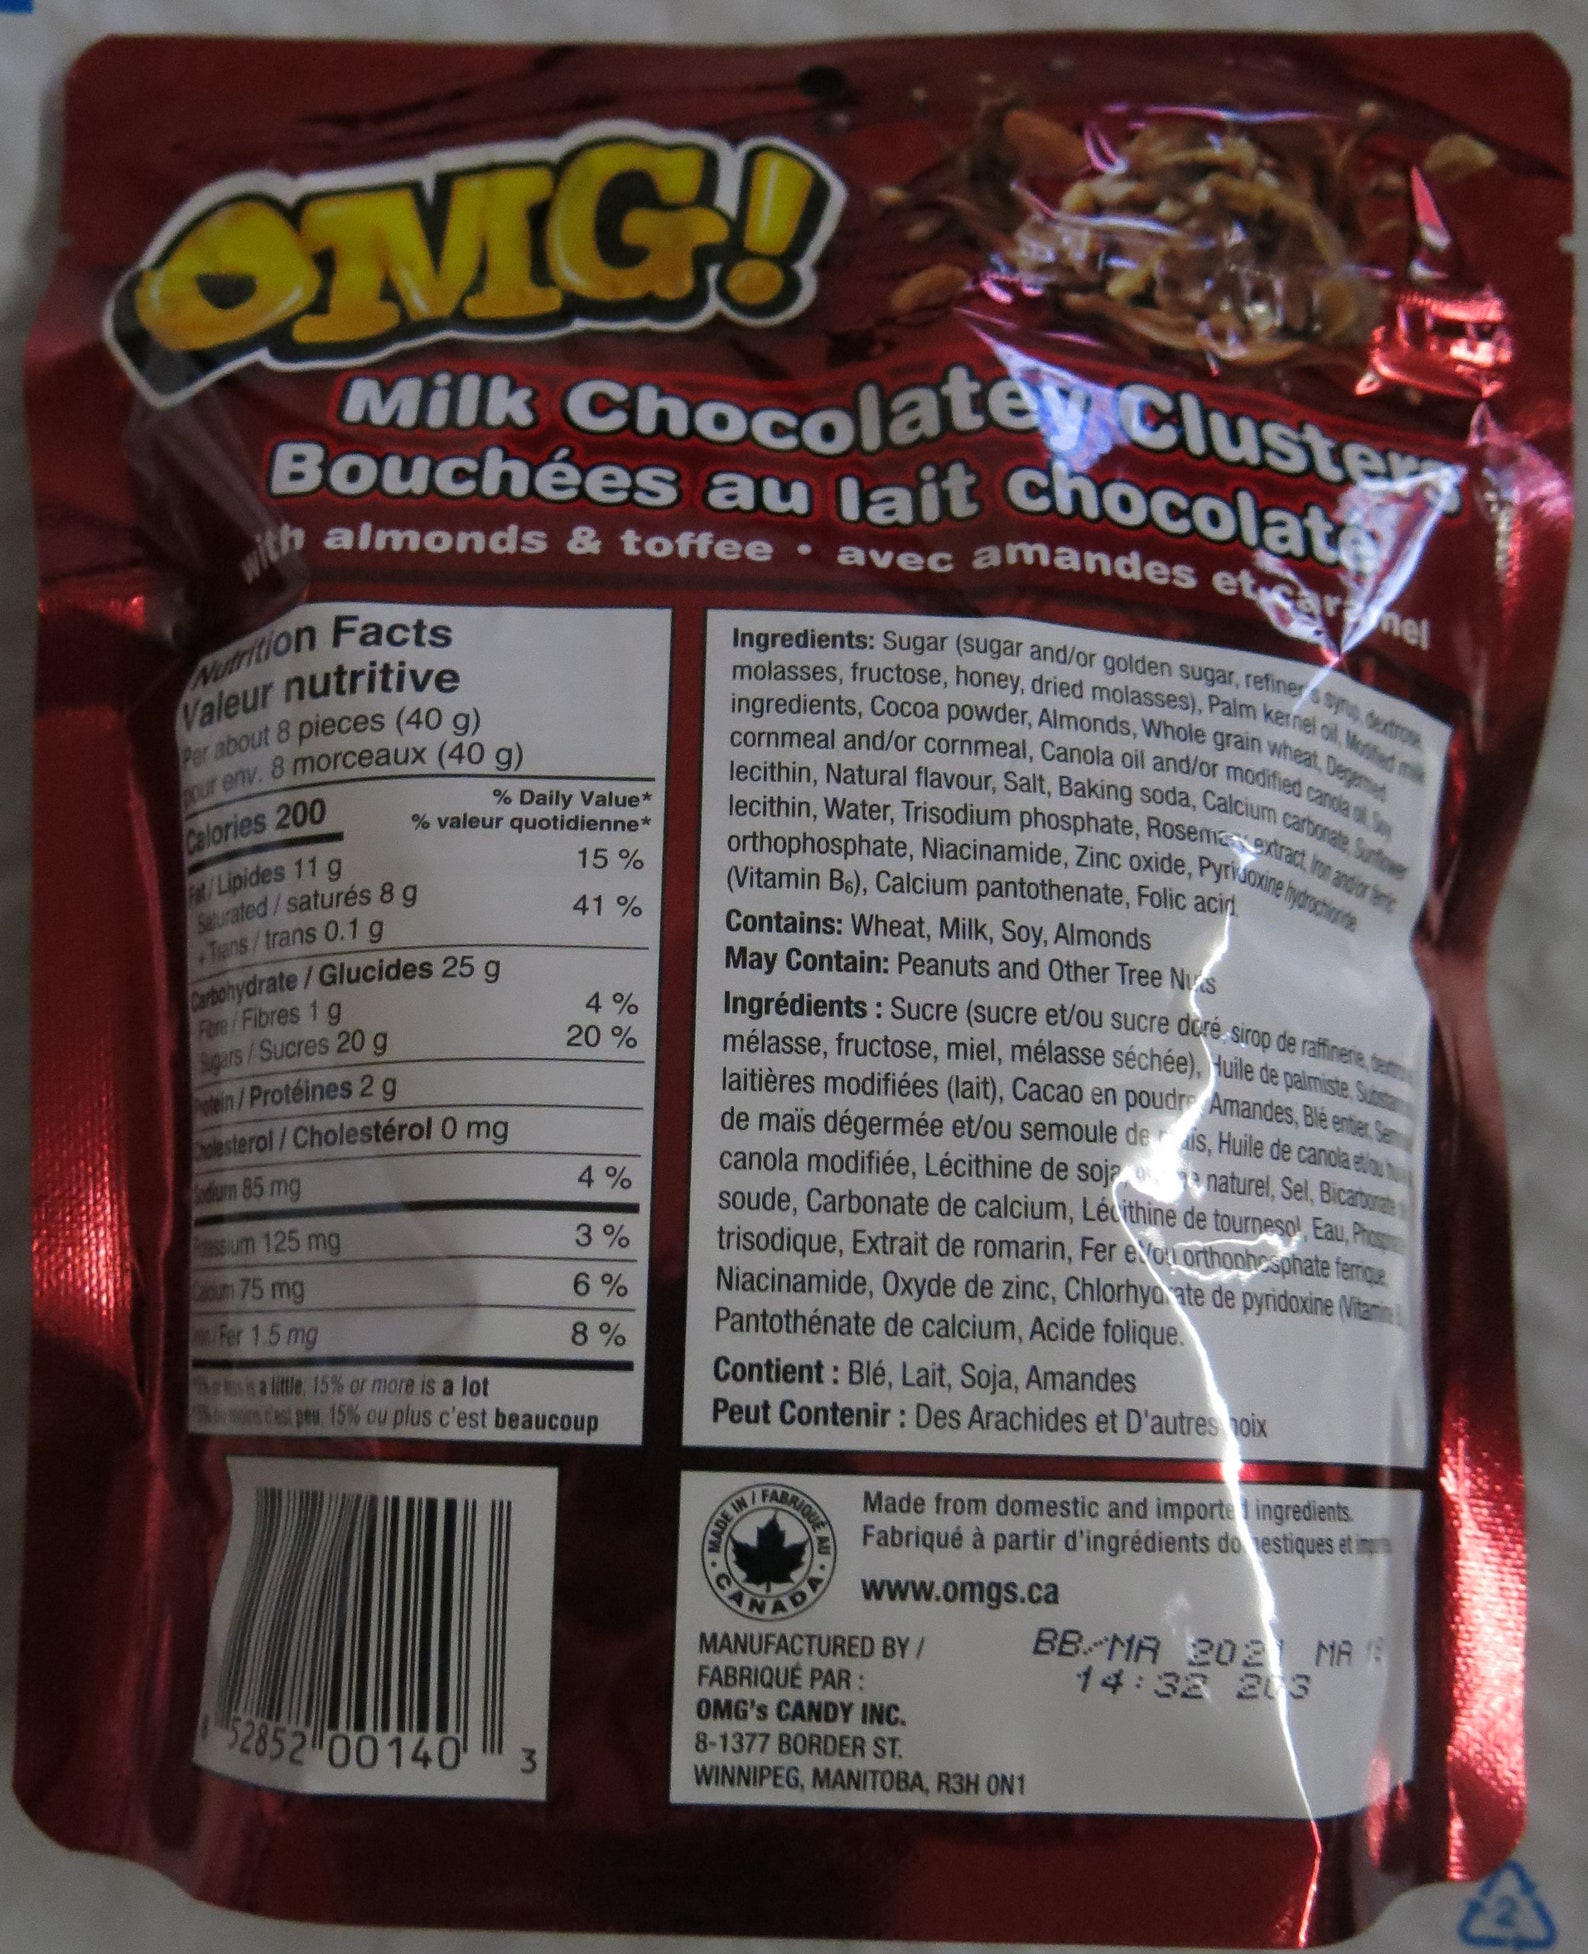 OMG!
Milk Chocolatey Clusters
Bouchées au lait chocolaté
with almonds & toffee • avec amandes et caramel
Nutrition Facts
Valeur nutritive
Per about 8 pieces (40 g)
pour env. 8 morceaux (40 g)
Calories 200
% Daily Value*
% valeur quotidienne*
Fat / Lipides 11 g 15 %
Saturated / saturés 8 g
+ Trans / trans 0.1 g 41 %
Carbohydrate / Glucides 25 g
Fibre / Fibres 1 g 4 %
Sugars / Sucres 20 g 20 %
Protein / Protéines 2 g
Cholesterol / Cholestérol 0 mg
Sodium 85 mg 4 %
Potassium 125 mg 3 %
Calcium 75 mg 6 %
Iron / Fer 1.5 mg 8 %
is a little, 15% or more is a lot
c'est peu, 15% ou plus c'est beaucoup
8 52852 00140 3
Ingredients: Sugar (sugar and/or golden sugar, refiner's syrup, dextrose,
molasses, fructose, honey, dried molasses), Palm kernel oil, Modified milk
ingredients, Cocoa powder, Almonds, Whole grain wheat, Degermed
cornmeal and/or cornmeal, Canola oil and/or modified canola oil, Soy
lecithin, Natural flavour, Salt, Baking soda, Calcium carbonate, Sunflower
lecithin, Water, Trisodium phosphate, Rosemary extract, Iron and/or ferric
orthophosphate, Niacinamide, Zinc oxide, Pyridoxine hydrochloride
(Vitamin B6), Calcium pantothenate, Folic acid.
Contains: Wheat, Milk, Soy, Almonds
May Contain: Peanuts and Other Tree Nuts
Ingrédients : Sucre (sucre et/ou sucre doré, sirop de raffinerie,
mélasse, fructose, miel, mélasse séchée), Huile de palmiste,
laitières modifiées (lait), Cacao en poudre, Amandes, Blé entier,
de maïs dégermée et/ou semoule de maïs, Huile de canola et/ou
canola modifiée, Lécithine de soja, naturel, Sel, Bicarbonate
soude, Carbonate de calcium, Lécithine de tournesol, Eau,
trisodique, Extrait de romarin, Fer et/ou orthophosphate ferrique,
Niacinamide, Oxyde de zinc, Chlorhydrate de pyridoxine (Vitamine
Pantothénate de calcium, Acide folique.
Contient : Blé, Lait, Soja, Amandes
Peut Contenir : Des Arachides et D'autres noix
MADE IN / FABRIQUÉ AU • CANADA •
Made from domestic and imported ingredients.
Fabriqué à partir d'ingrédients domestiques et
www.omgs.ca
MANUFACTURED BY /
FABRIQUÉ PAR :
OMG's CANDY INC.
8-1377 BORDER ST.
WINNIPEG, MANITOBA, R3H 0N1
BB/MA 2021 MA
14:32 203
2